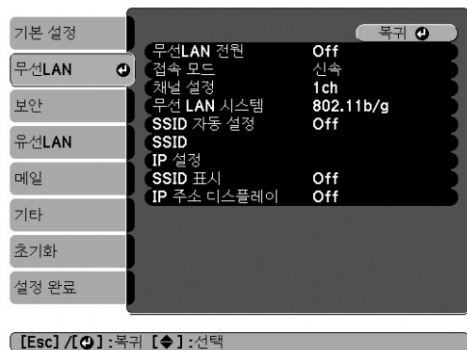 기본 설정
무선LAN
보안
유선LAN
메일
기타
초기화
설정 완료
복귀
무선LAN 전원 Off
접속 모드 신속
채널 설정 1ch
무선 LAN 시스템 802.11b/g
SSID 자동 설정 Off
SSID
IP 설정
SSID 표시 Off
IP 주소 디스플레이 Off
[Esc] /[ ] :복귀 [ ] :선택